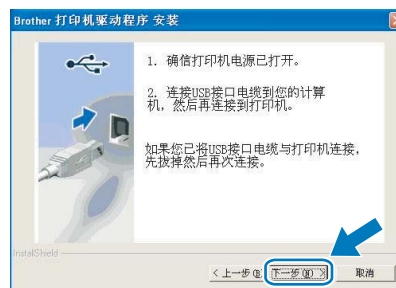 Brother 打印机驱动程序 安装
1. 确信打印机电源已打开。
2. 连接USB接口电缆到您的计算
机，然后再连接到打印机。
如果您已将USB接口电缆与打印机连接，
先拔掉然后再次连接。
InstallShield
< 上一步(B) 下一步(N) > 取消